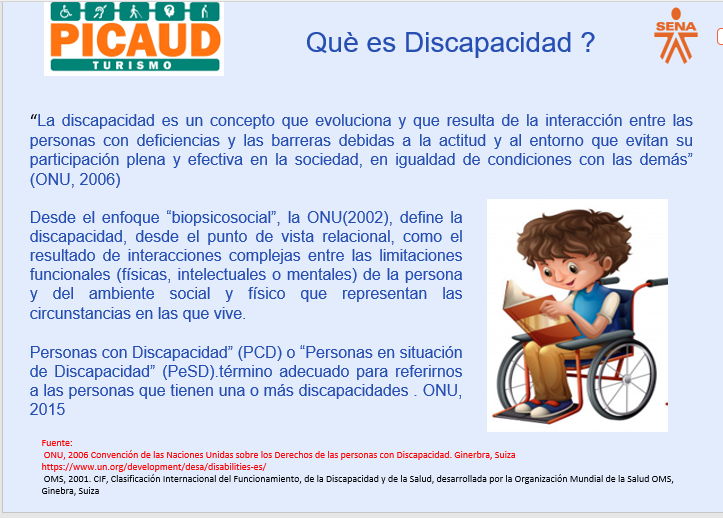 PICAUD
TURISMO
Què es Discapacidad ?
SENA
“La discapacidad es un concepto que evoluciona y que resulta de la interacción entre las
personas con deficiencias y las barreras debidas a la actitud y al entorno que evitan su
participación plena y efectiva en la sociedad, en igualdad de condiciones con las demás”
(ONU, 2006)
Desde el enfoque “biopsicosocial”, la ONU(2002), define la
discapacidad, desde el punto de vista relacional, como el
resultado de interacciones complejas entre las limitaciones
funcionales (físicas, intelectuales o mentales) de la persona
y del ambiente social y físico que representan las
circunstancias en las que vive.
Personas con Discapacidad” (PCD) o “Personas en situación
de Discapacidad” (PeSD).término adecuado para referirnos
a las personas que tienen una o más discapacidades . ONU,
2015
Fuente:
ONU, 2006 Convención de las Naciones Unidas sobre los Derechos de las personas con Discapacidad. Ginerbra, Suiza
https://www.un.org/development/desa/disabilities-es/
OMS, 2001. CIF, Clasificación Internacional del Funcionamiento, de la Discapacidad y de la Salud, desarrollada por la Organización Mundial de la Salud OMS,
Ginebra, Suiza